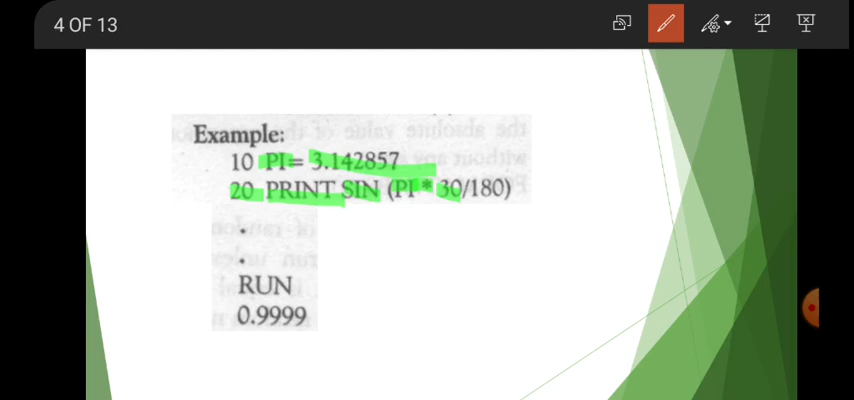 4 OF 13
Example:
10 PI= 3.142857
20 PRINT SIN (PI * 30/180)
.
.
RUN
0.9999